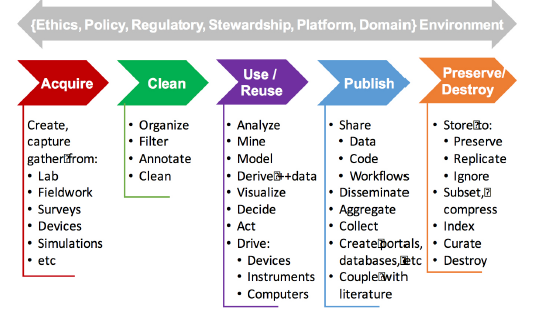 {Ethics, Policy, Regulatory, Stewardship, Platform, Domain} Environment
Acquire
Create,
capture
gather from:
• Lab
• Fieldwork
• Surveys
• Devices
• Simulations
• etc
Clean
• Organize
• Filter
• Annotate
• Clean
Use /
Reuse
• Analyze
• Mine
• Model
• Derive ++data
• Visualize
• Decide
• Act
• Drive:
• Devices
• Instruments
• Computers
Publish
• Share
• Data
• Code
• Workflows
• Disseminate
• Aggregate
• Collect
• Create portals,
databases, etc
• Couple with
literature
Preserve/
Destroy
• Store to:
• Preserve
• Replicate
• Ignore
• Subset,
compress
• Index
• Curate
• Destroy